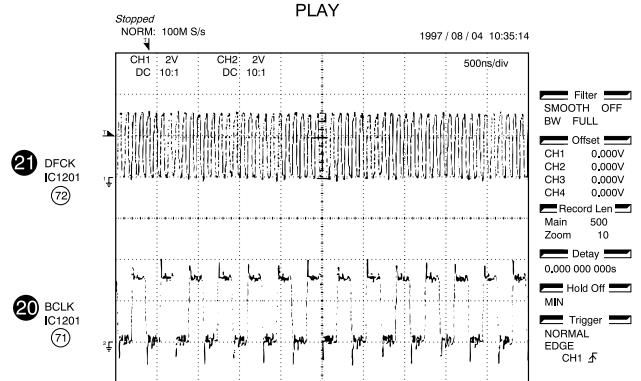 PLAY
Stopped
NORM: 100M S/s
1997 / 08 / 04 10:35:14
CH1 2V CH2 2V 500ns/div
DC 10:1 DC 10:1
Filter
SMOOTH OFF
BW FULL
Offset
CH1 0.000V
CH2 0.000V
CH3 0.000V
CH4 0.000V
Record Len
Main 500
Zoom 10
Delay
0.000 000 000s
Hold Off
MIN
Trigger
NORMAL
EDGE
CH1
21 DFCK
IC1201
72
20 BCLK
IC1201
71